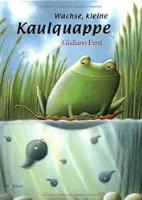 Wachse, kleine
Kaulquappe
Giuliano Ferri